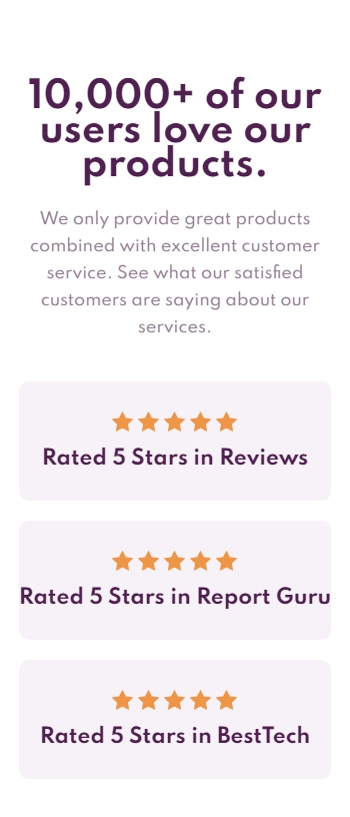 10,000+ of our
users love our
products.
We only provide great products
combined with excellent customer
service. See what our satisfied
customers are saying about our
services.
Rated 5 Stars in Reviews
Rated 5 Stars in Report Guru
Rated 5 Stars in BestTech